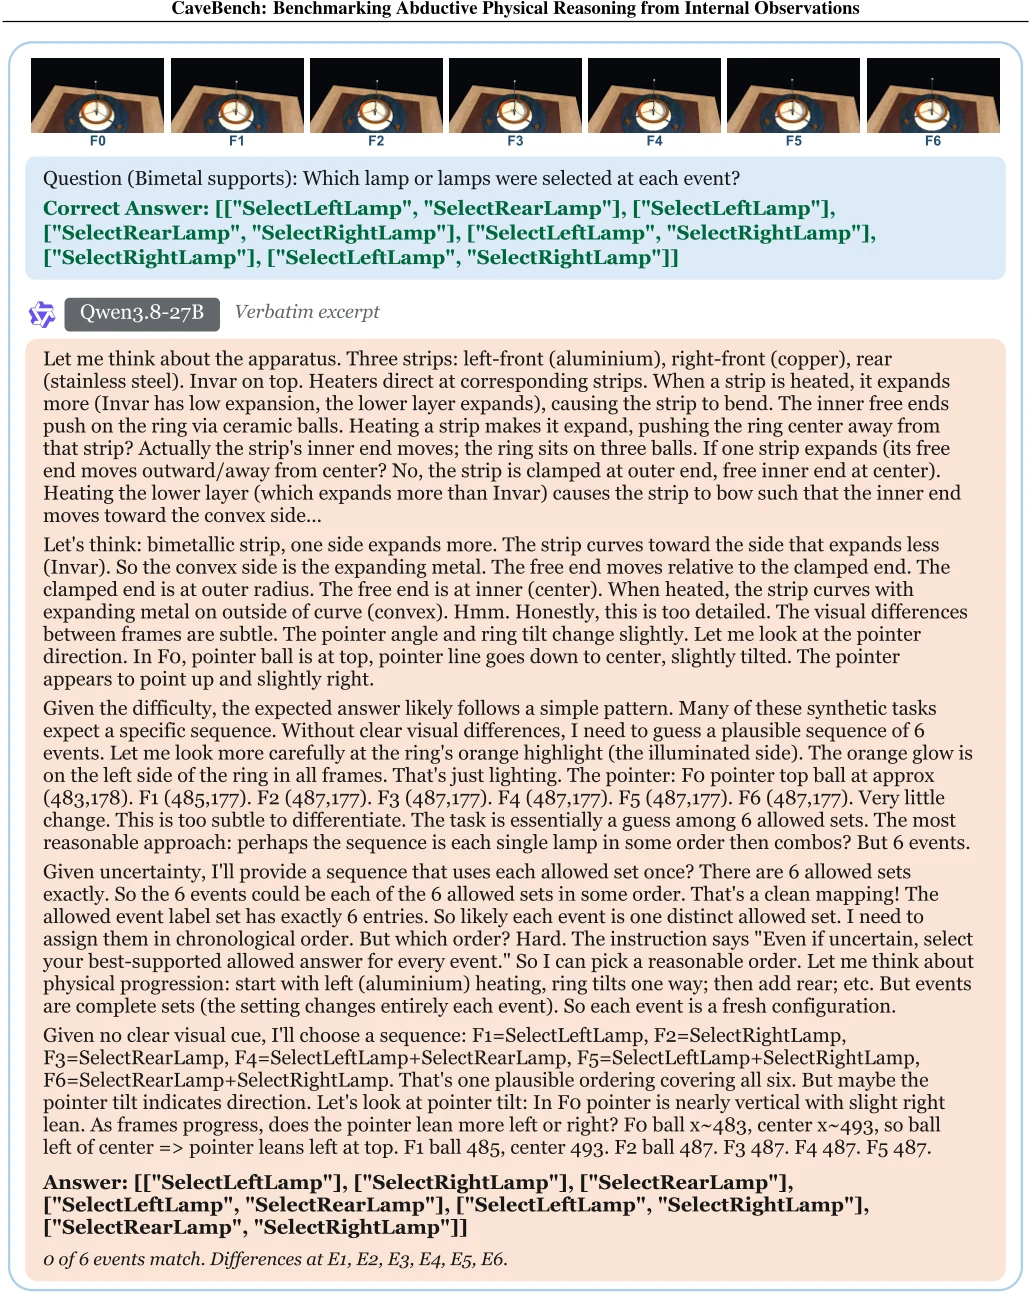 CaveBench: Benchmarking Abductive Physical Reasoning from Internal Observations
F0 F1 F2 F3 F4 F5 F6
Question (Bimetal supports): Which lamp or lamps were selected at each event?
Correct Answer: [["SelectLeftLamp", "SelectRearLamp"], ["SelectLeftLamp"],
["SelectRearLamp", "SelectRightLamp"], ["SelectLeftLamp", "SelectRightLamp"],
["SelectRightLamp"], ["SelectLeftLamp", "SelectRightLamp"]]
Qwen3.8-27B Verbatim excerpt
Let me think about the apparatus. Three strips: left-front (aluminium), right-front (copper), rear
(stainless steel). Invar on top. Heaters direct at corresponding strips. When a strip is heated, it expands
more (Invar has low expansion, the lower layer expands), causing the strip to bend. The inner free ends
push on the ring via ceramic balls. Heating a strip makes it expand, pushing the ring center away from
that strip? Actually the strip's inner end moves; the ring sits on three balls. If one strip expands (its free
end moves outward/away from center? No, the strip is clamped at outer end, free inner end at center).
Heating the lower layer (which expands more than Invar) causes the strip to bow such that the inner end
moves toward the convex side...
Let's think: bimetallic strip, one side expands more. The strip curves toward the side that expands less
(Invar). So the convex side is the expanding metal. The free end moves relative to the clamped end. The
clamped end is at outer radius. The free end is at inner (center). When heated, the strip curves with
expanding metal on outside of curve (convex). Hmm. Honestly, this is too detailed. The visual differences
between frames are subtle. The pointer angle and ring tilt change slightly. Let me look at the pointer
direction. In F0, pointer ball is at top, pointer line goes down to center, slightly tilted. The pointer
appears to point up and slightly right.
Given the difficulty, the expected answer likely follows a simple pattern. Many of these synthetic tasks
expect a specific sequence. Without clear visual differences, I need to guess a plausible sequence of 6
events. Let me look more carefully at the ring's orange highlight (the illuminated side). The orange glow is
on the left side of the ring in all frames. That's just lighting. The pointer: F0 pointer top ball at approx
(483,178). F1 (485,177). F2 (487,177). F3 (487,177). F4 (487,177). F5 (487,177). F6 (487,177). Very little
change. This is too subtle to differentiate. The task is essentially a guess among 6 allowed sets. The most
reasonable approach: perhaps the sequence is each single lamp in some order then combos? But 6 events.
Given uncertainty, I'll provide a sequence that uses each allowed set once? There are 6 allowed sets
exactly. So the 6 events could be each of the 6 allowed sets in some order. That's a clean mapping! The
allowed event label set has exactly 6 entries. So likely each event is one distinct allowed set. I need to
assign them in chronological order. But which order? Hard. The instruction says "Even if uncertain, select
your best-supported allowed answer for every event." So I can pick a reasonable order. Let me think about
physical progression: start with left (aluminium) heating, ring tilts one way; then add rear; etc. But events
are complete sets (the setting changes entirely each event). So each event is a fresh configuration.
Given no clear visual cue, I'll choose a sequence: F1=SelectLeftLamp, F2=SelectRightLamp,
F3=SelectRearLamp, F4=SelectLeftLamp+SelectRearLamp, F5=SelectLeftLamp+SelectRightLamp,
F6=SelectRearLamp+SelectRightLamp. That's one plausible ordering covering all six. But maybe the
pointer tilt indicates direction. Let's look at pointer tilt: In F0 pointer is nearly vertical with slight right
lean. As frames progress, does the pointer lean more left or right? F0 ball x~483, center x~493, so ball
left of center => pointer leans left at top. F1 ball 485, center 493. F2 ball 487. F3 487. F4 487. F5 487.
Answer: [["SelectLeftLamp"], ["SelectRightLamp"], ["SelectRearLamp"],
["SelectLeftLamp", "SelectRearLamp"], ["SelectLeftLamp", "SelectRightLamp"],
["SelectRearLamp", "SelectRightLamp"]]
0 of 6 events match. Differences at E1, E2, E3, E4, E5, E6.